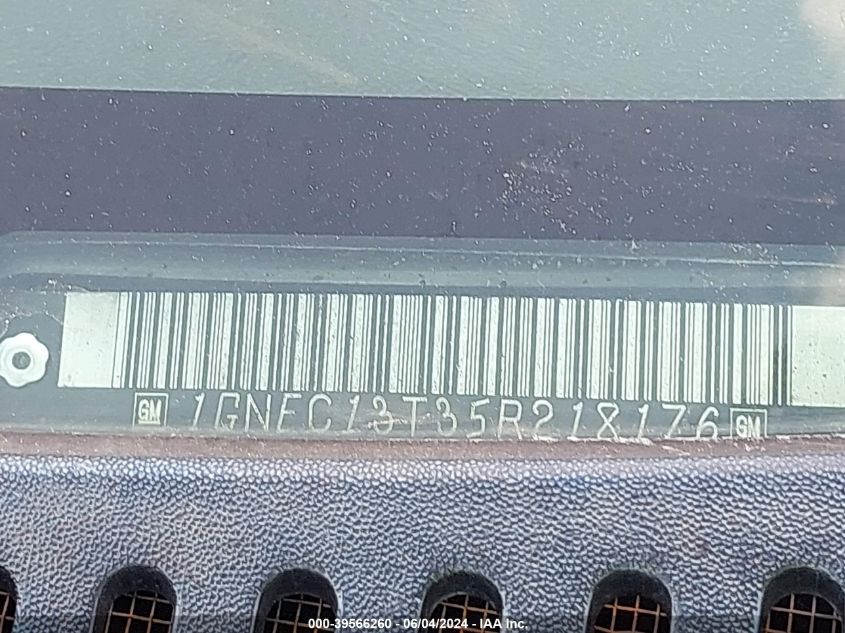 GM 1GNEC13T35R218176 GM
000-39566260 - 06/04/2024 - IAA Inc.